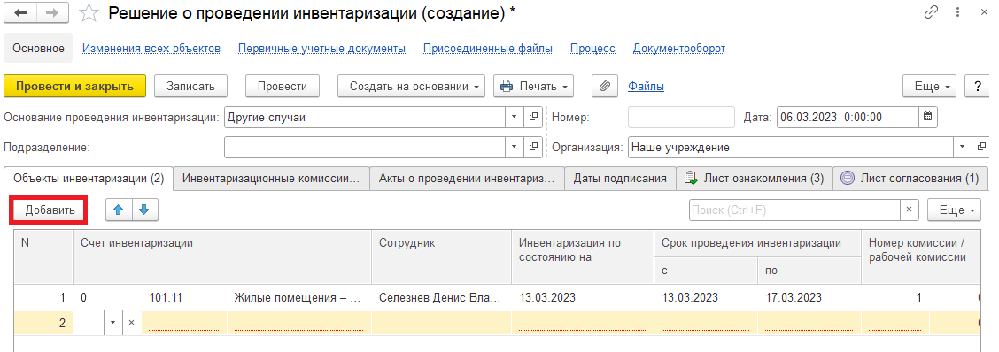 Решение о проведении инвентаризации (создание) *
Основное Изменения всех объектов Первичные учетные документы Присоединенные файлы Процесс Документооборот
Провести и закрыть Записать Провести Создать на основании Печать Файлы Еще ?
Основание проведения инвентаризации: Другие случаи Номер: Дата: 06.03.2023 0:00:00
Подразделение: Организация: Наше учреждение
Объекты инвентаризации (2) Инвентаризационные комиссии... Акты о проведении инвентариз... Даты подписания Лист ознакомления (3) Лист согласования (1)
Добавить Поиск (Ctrl+F) × Еще
N Счет инвентаризации Сотрудник Инвентаризация по состоянию на Срок проведения инвентаризации Номер комиссии / рабочей комиссии
с по
1 0 101.11 Жилые помещения – ... Селезнев Денис Вла... 13.03.2023 13.03.2023 17.03.2023 1 0
2 × 0